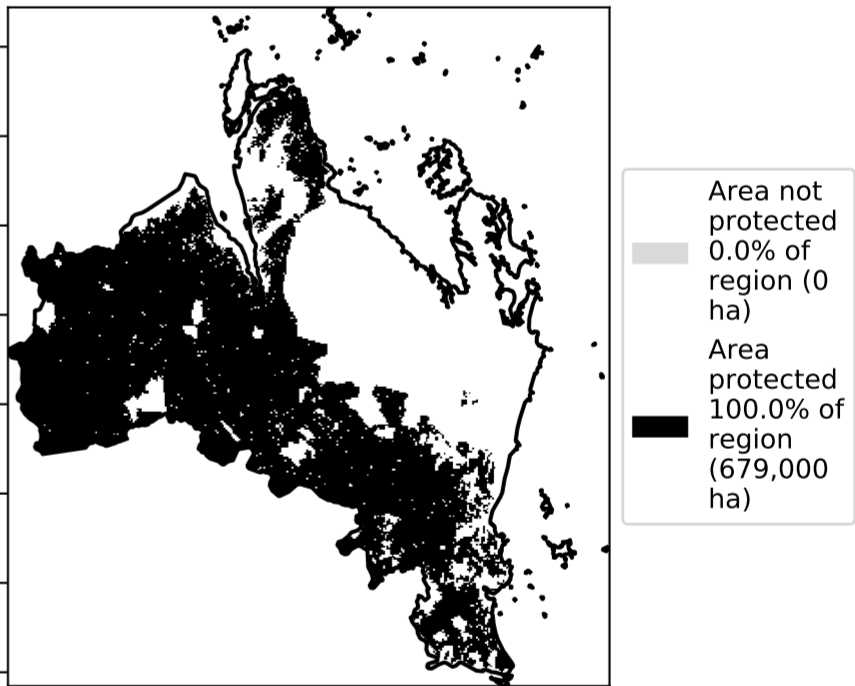 Area not
protected
0.0% of
region (0
ha)
Area
protected
100.0% of
region
(679,000
ha)